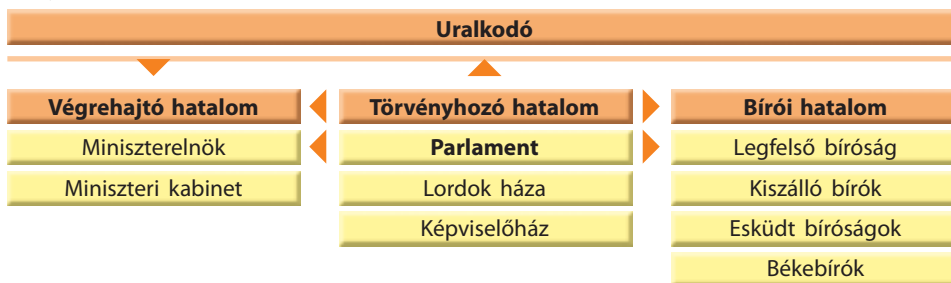 Uralkodó
Végrehajtó hatalom
Miniszterelnök
Miniszteri kabinet
Törvényhozó hatalom
Parlament
Lordok háza
Képviselőház
Bírói hatalom
Legfelső bíróság
Kiszálló bírók
Esküdt bíróságok
Békebírók